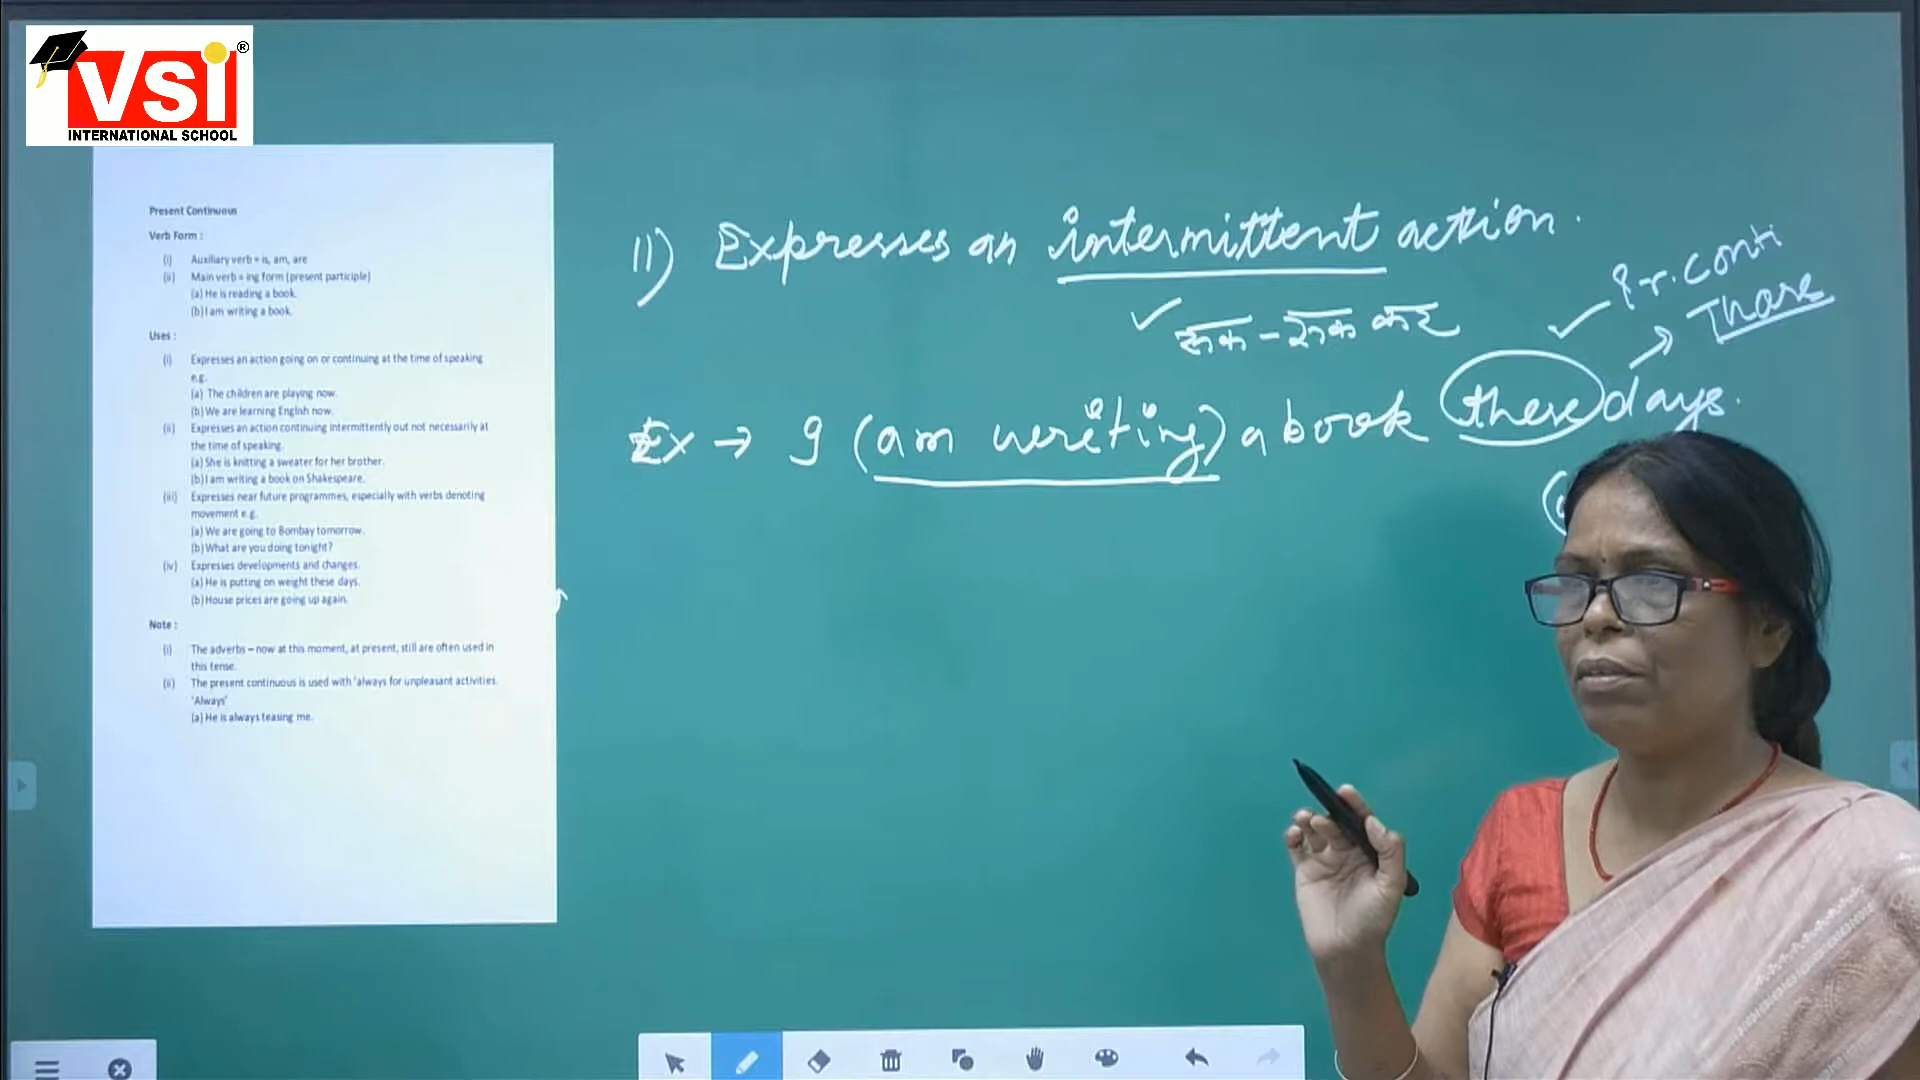 VSI®
INTERNATIONAL SCHOOL
Present Continuous
Verb Form :
(i) Auxiliary verb = is, am, are
(ii) Main verb = ing form (present participle)
(a) He is reading a book.
(b) I am writing a book.
Uses :
(i) Expresses an action going on or continuing at the time of speaking
e.g.
(a) The children are playing now.
(b) We are learning English now.
(ii) Expresses an action continuing intermittently out not necessarily at
the time of speaking.
(a) She is knitting a sweater for her brother.
(b) I am writing a book on Shakespeare.
(iii) Expresses near future programmes, especially with verbs denoting
movement e.g.
(a) We are going to Bombay tomorrow.
(b) What are you doing tonight?
(iv) Expresses developments and changes.
(a) He is putting on weight these days.
(b) House prices are going up again.
Note :
(i) The adverbs – now at this moment, at present, still are often used in
this tense.
(ii) The present continuous is used with 'always for unpleasant activities.
'Always'
(a) He is always teasing me.
II) Expresses an intermittent action.
रुक - रुक कर
Pr. conti
Those
Ex → I (am writing) a book these days.